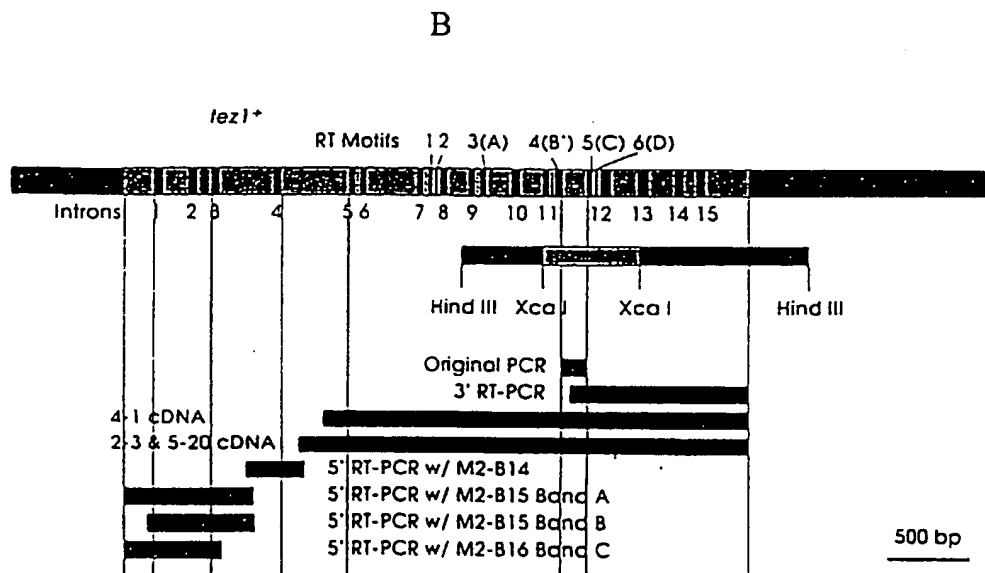 B
tez1+
RT Motifs 1 2 3(A) 4(B') 5(C) 6(D)
Introns 1 2 3 4 5 6 7 8 9 10 11 12 13 14 15
Hind III Xca I Xca I Hind III
Original PCR
3' RT-PCR
4-1 cDNA
2-3 & 5-20 cDNA
5' RT-PCR w/ M2-B14
5' RT-PCR w/ M2-B15 Band A
5' RT-PCR w/ M2-B15 Band B
5' RT-PCR w/ M2-B16 Band C
500 bp